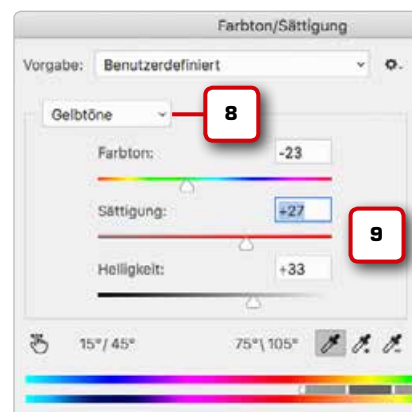 Farbton/Sättigung
Vorgabe: Benutzerdefiniert
Gelbtöne 8
Farbton: -23
Sättigung: +27
9
Helligkeit: +33
15°/ 45° 75°\ 105°